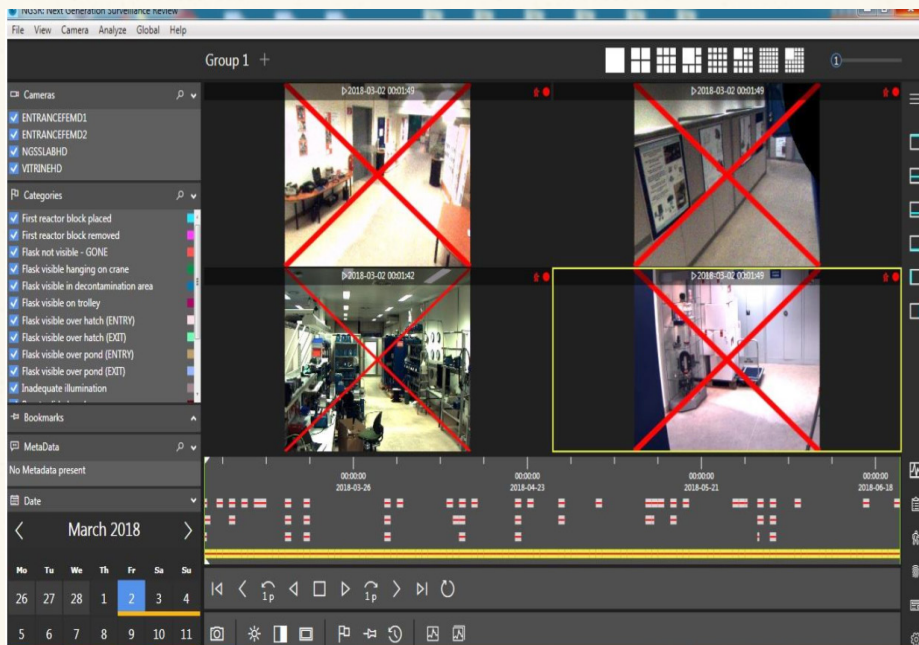 NGSR: Next Generation Surveillance Review
File View Camera Analyze Global Help
Group 1 +
1
Cameras
ENTRANCEFEMD1
ENTRANCEFEMD2
NGSSLABHD
VITRINEHD
Categories
First reactor block placed
First reactor block removed
Flask not visible - GONE
Flask visible hanging on crane
Flask visible in decontamination area
Flask visible on trolley
Flask visible over hatch (ENTRY)
Flask visible over hatch (EXIT)
Flask visible over pond (ENTRY)
Flask visible over pond (EXIT)
Inadequate illumination
Bookmarks
MetaData
No Metadata present
Date
March 2018
Mo Tu We Th Fr Sa Su
26 27 28 1 2 3 4
5 6 7 8 9 10 11
2018-03-02 00:01:49
2018-03-02 00:01:49
2018-03-02 00:01:42
2018-03-02 00:01:49
00:00:00 00:00:00 00:00:00 00:00:00
2018-03-26 2018-04-23 2018-05-21 2018-06-18
1p 1p